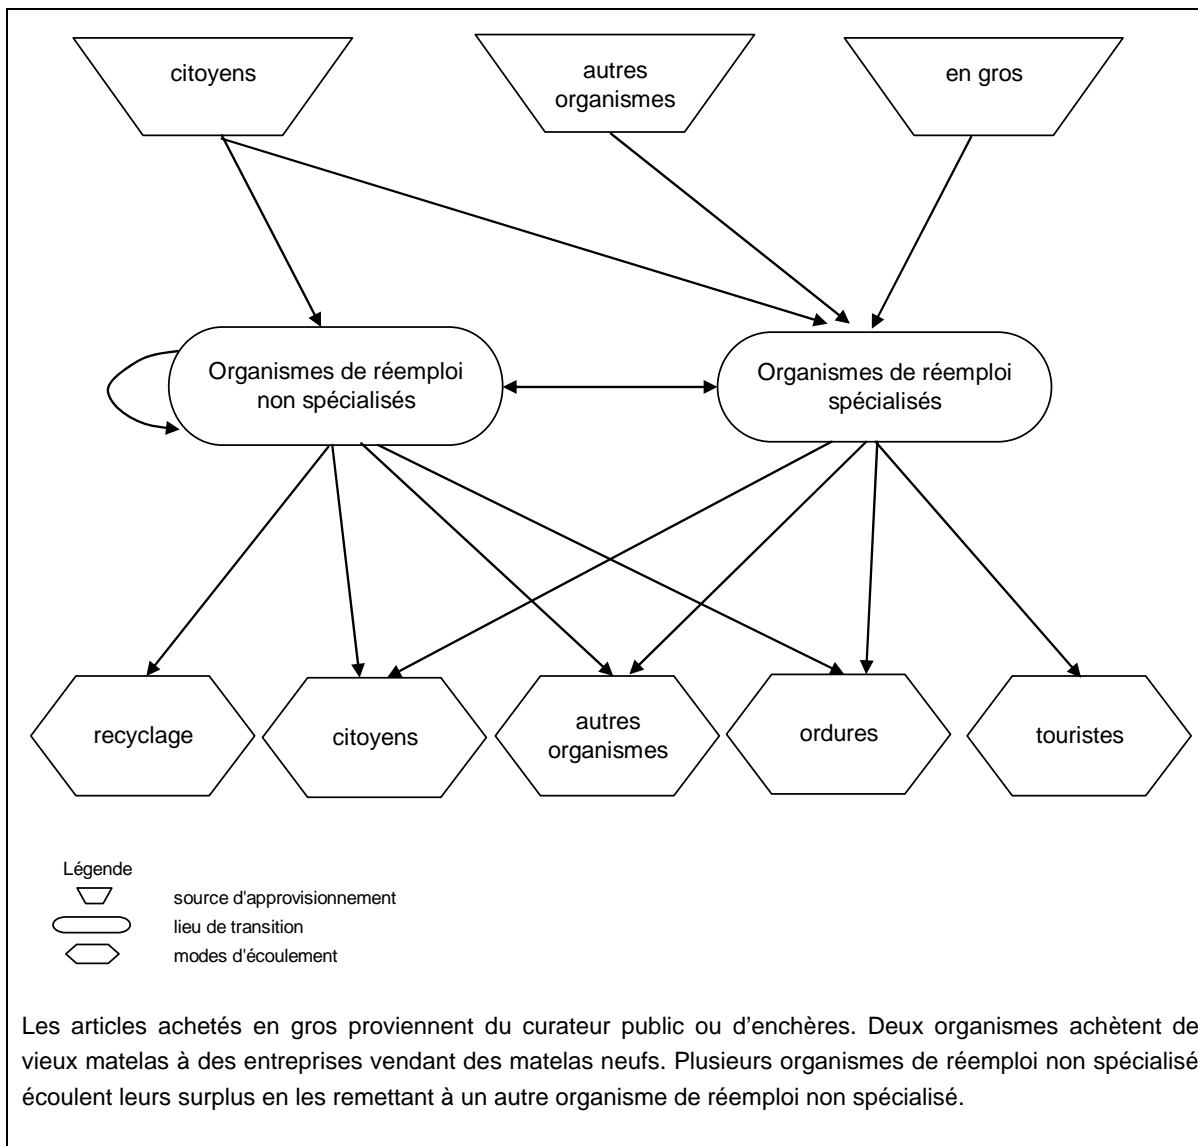 citoyens
autres
organismes
en gros
Organismes de réemploi
non spécialisés
Organismes de réemploi
spécialisés
recyclage
citoyens
autres
organismes
ordures
touristes
Légende
source d'approvisionnement
lieu de transition
modes d'écoulement
Les articles achetés en gros proviennent du curateur public ou d'enchères. Deux organismes achètent de
vieux matelas à des entreprises vendant des matelas neufs. Plusieurs organismes de réemploi non spécialisé
écoulent leurs surplus en les remettant à un autre organisme de réemploi non spécialisé.